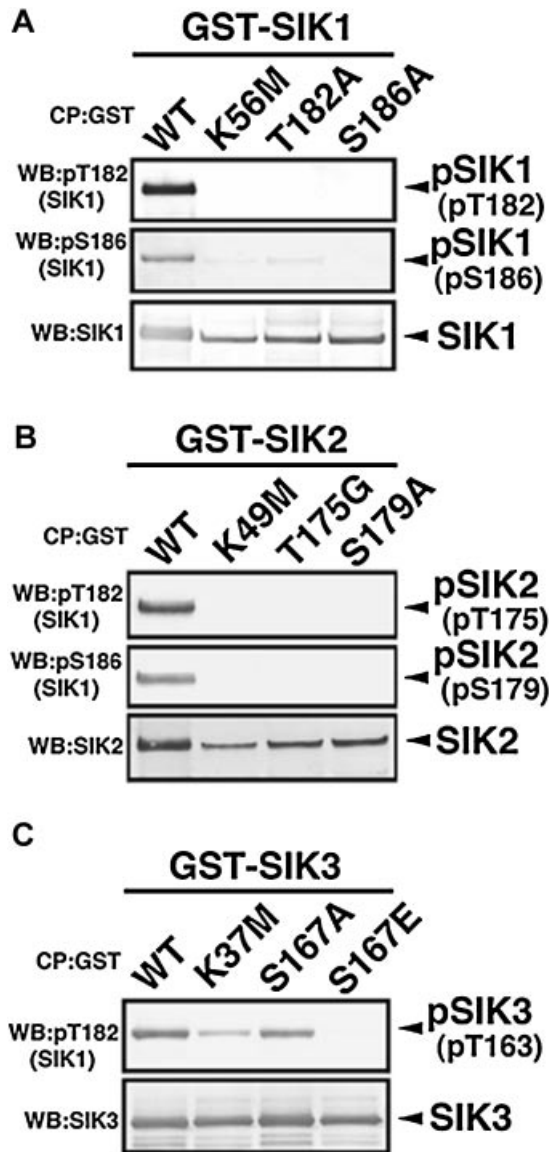 A
GST-SIK1
CP:GST WT K56M T182A S186A
WB:pT182 (SIK1)
pSIK1 (pT182)
WB:pS186 (SIK1)
pSIK1 (pS186)
WB:SIK1
SIK1
B
GST-SIK2
CP:GST WT K49M T175G S179A
WB:pT182 (SIK1)
pSIK2 (pT175)
WB:pS186 (SIK1)
pSIK2 (pS179)
WB:SIK2
SIK2
C
GST-SIK3
CP:GST WT K37M S167A S167E
WB:pT182 (SIK1)
pSIK3 (pT163)
WB:SIK3
SIK3